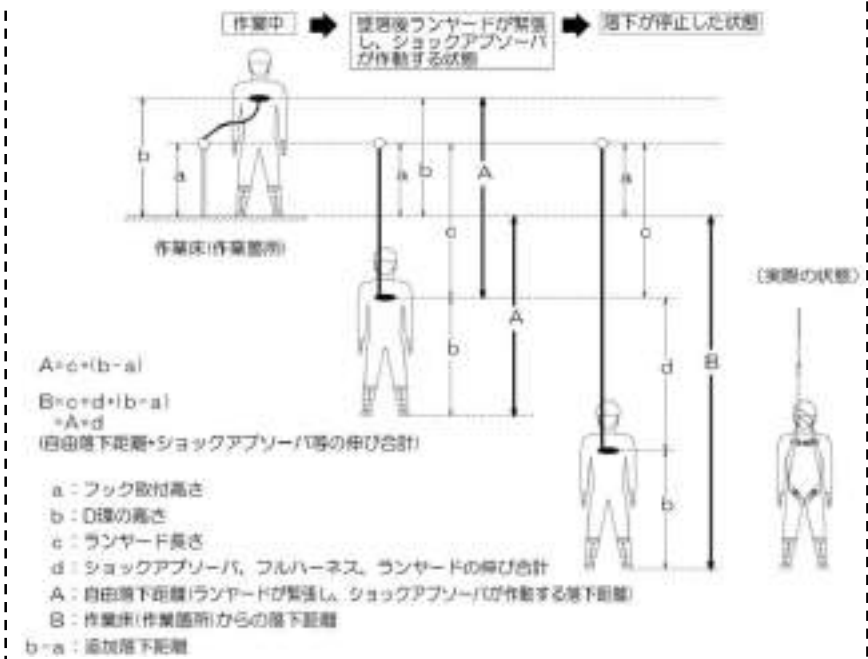 作業中
墜落後ランヤードが緊張
し、ショックアブソーバ
が作動する状態
落下が停止した状態
b
a
a
b
A
c
a
c
作業床(作業箇所)
(実際の状態)
A
b
d
B
b
A=c+(b-a)
B=c+d+(b-a)
=A+d
(自由落下距離+ショックアブソーバ等の伸び合計)
a：フック取付高さ
b：D環の高さ
c：ランヤード長さ
d：ショックアブソーバ、フルハーネス、ランヤードの伸び合計
A：自由落下距離(ランヤードが緊張し、ショックアブソーバが作動する落下距離)
B：作業床(作業箇所)からの落下距離
b-a：追加落下距離